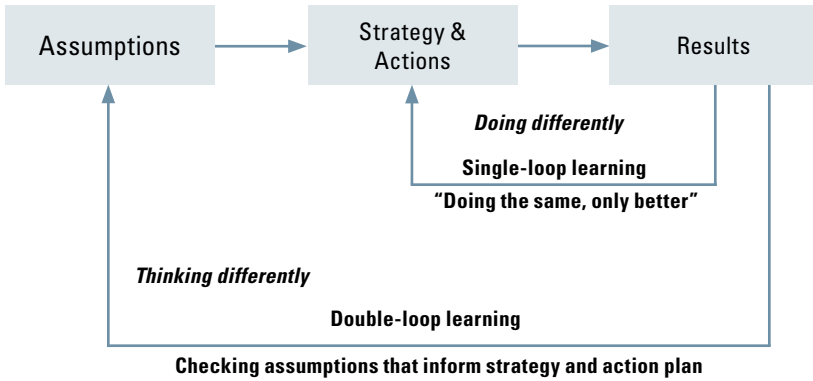 Assumptions
Strategy &
Actions
Results
Doing differently
Single-loop learning
“Doing the same, only better”
Thinking differently
Double-loop learning
Checking assumptions that inform strategy and action plan